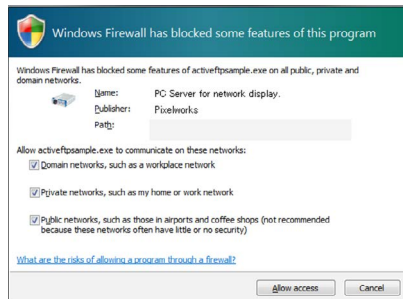 Windows Firewall has blocked some features of this program
Windows Firewall has blocked some features of activeftpsample.exe on all public, private and
domain networks.
Name: PC Server for network display.
Publisher: Pixelworks
Path:
Allow activeftpsample.exe to communicate on these networks:
Domain networks, such as a workplace network
Private networks, such as my home or work network
Public networks, such as those in airports and coffee shops (not recommended
because these networks often have little or no security)
What are the risks of allowing a program through a firewall?
Allow access Cancel